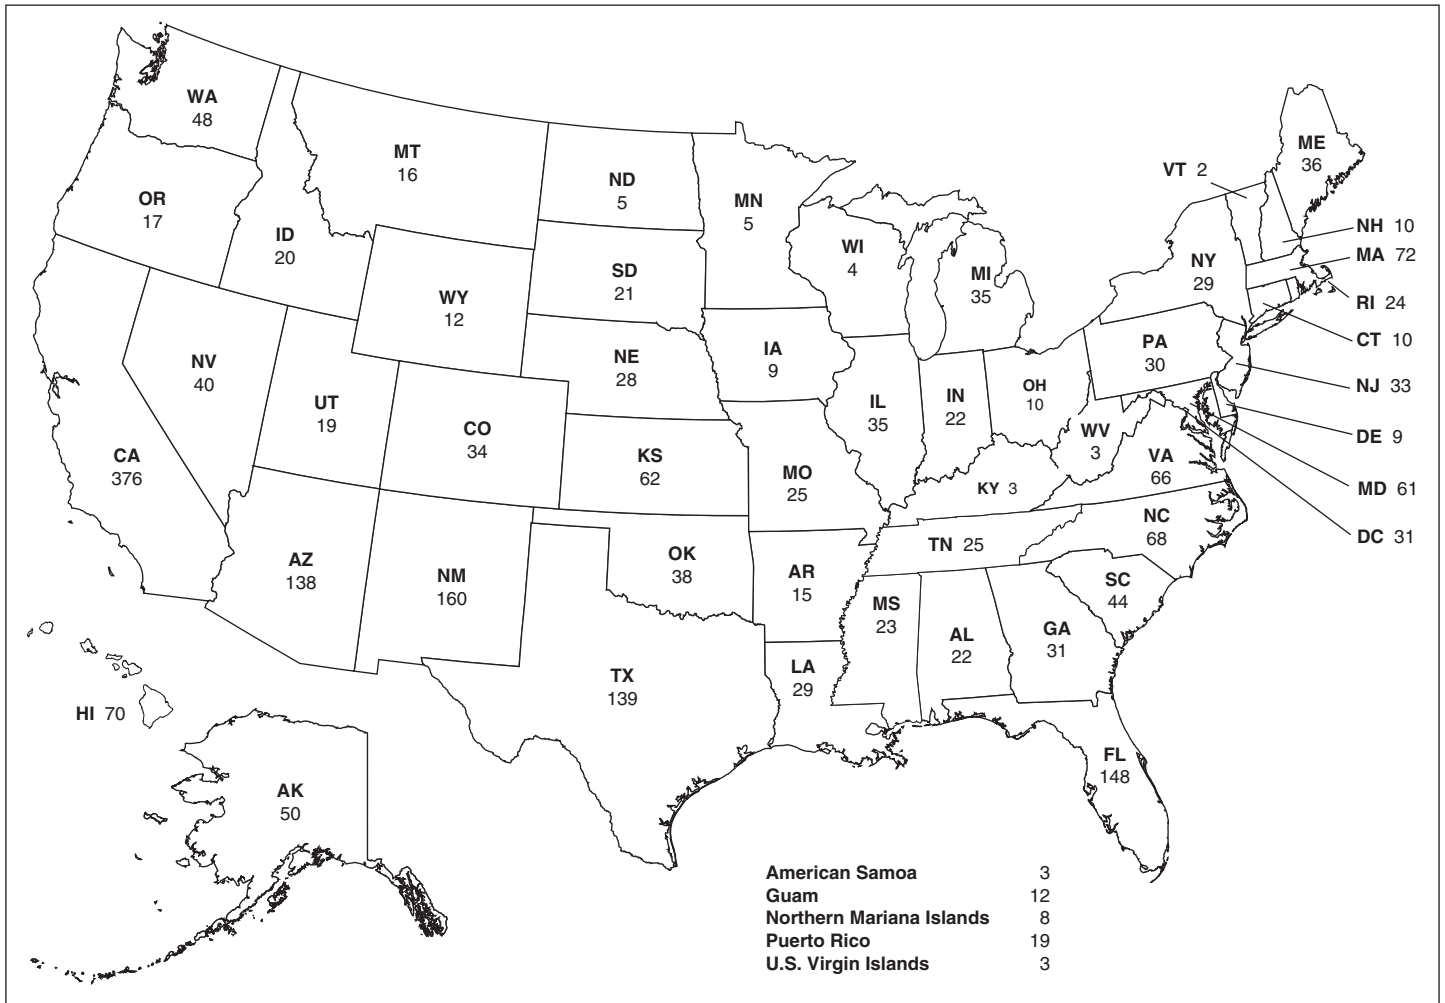 WA
48
MT
16
ND
5
MN
5
ME
36
VT 2
OR
17
ID
20
NH 10
MA 72
WI
4
NY
29
SD
21
MI
35
RI 24
WY
12
CT 10
PA
30
NV
40
IA
9
NE
28
NJ 33
OH
10
UT
19
IL
35
IN
22
CO
34
WV
3
DE 9
CA
376
KS
62
VA
66
MO
25
KY 3
MD 61
NC
68
DC 31
TN 25
AZ
138
OK
38
NM
160
AR
15
SC
44
MS
23
GA
31
AL
22
LA
29
TX
139
HI 70
FL
148
AK
50
American Samoa 3
Guam 12
Northern Mariana Islands 8
Puerto Rico 19
U.S. Virgin Islands 3